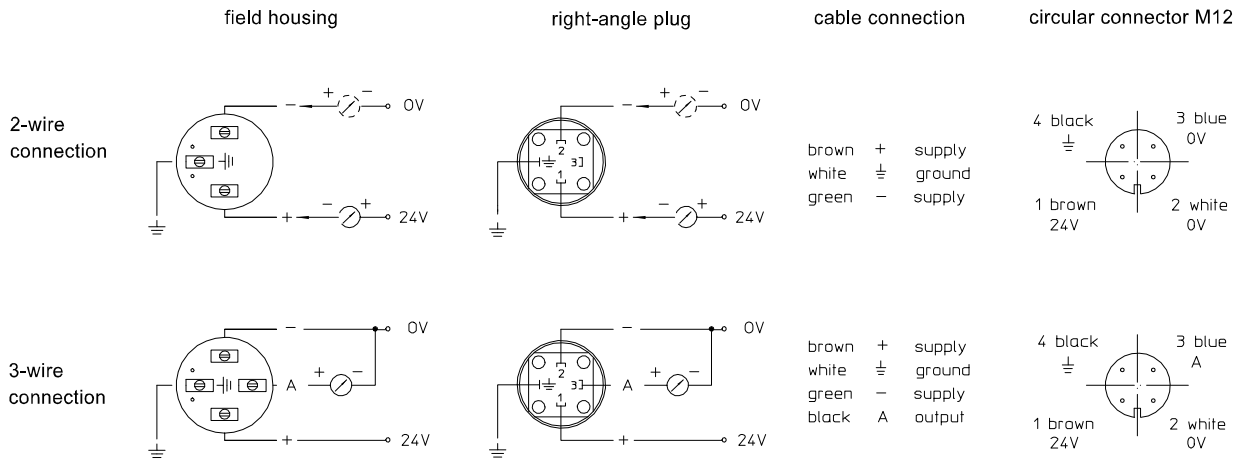 field housing
right-angle plug
cable connection
circular connector M12
2-wire
connection
− + − 0V
− + 0V
+ − + 24V
2
3
1
− + − 0V
+ − + 24V
brown + supply
white ⏚ ground
green − supply
4 black
⏚
3 blue
0V
1 brown
24V
2 white
0V
3-wire
connection
− 0V
A + −
+ 24V
2
3
1
− 0V
A + −
+ 24V
brown + supply
white ⏚ ground
green − supply
black A output
4 black
⏚
3 blue
A
1 brown
24V
2 white
0V